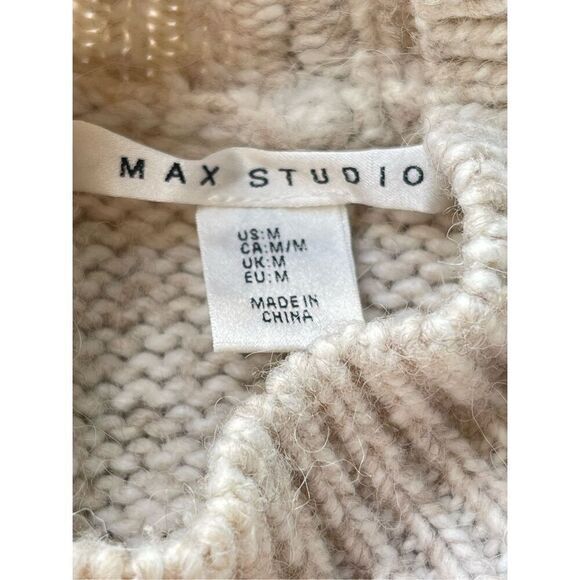 MAX STUDIO
US:M
CA:M/M
UK:M
EU:M
MADE IN
CHINA